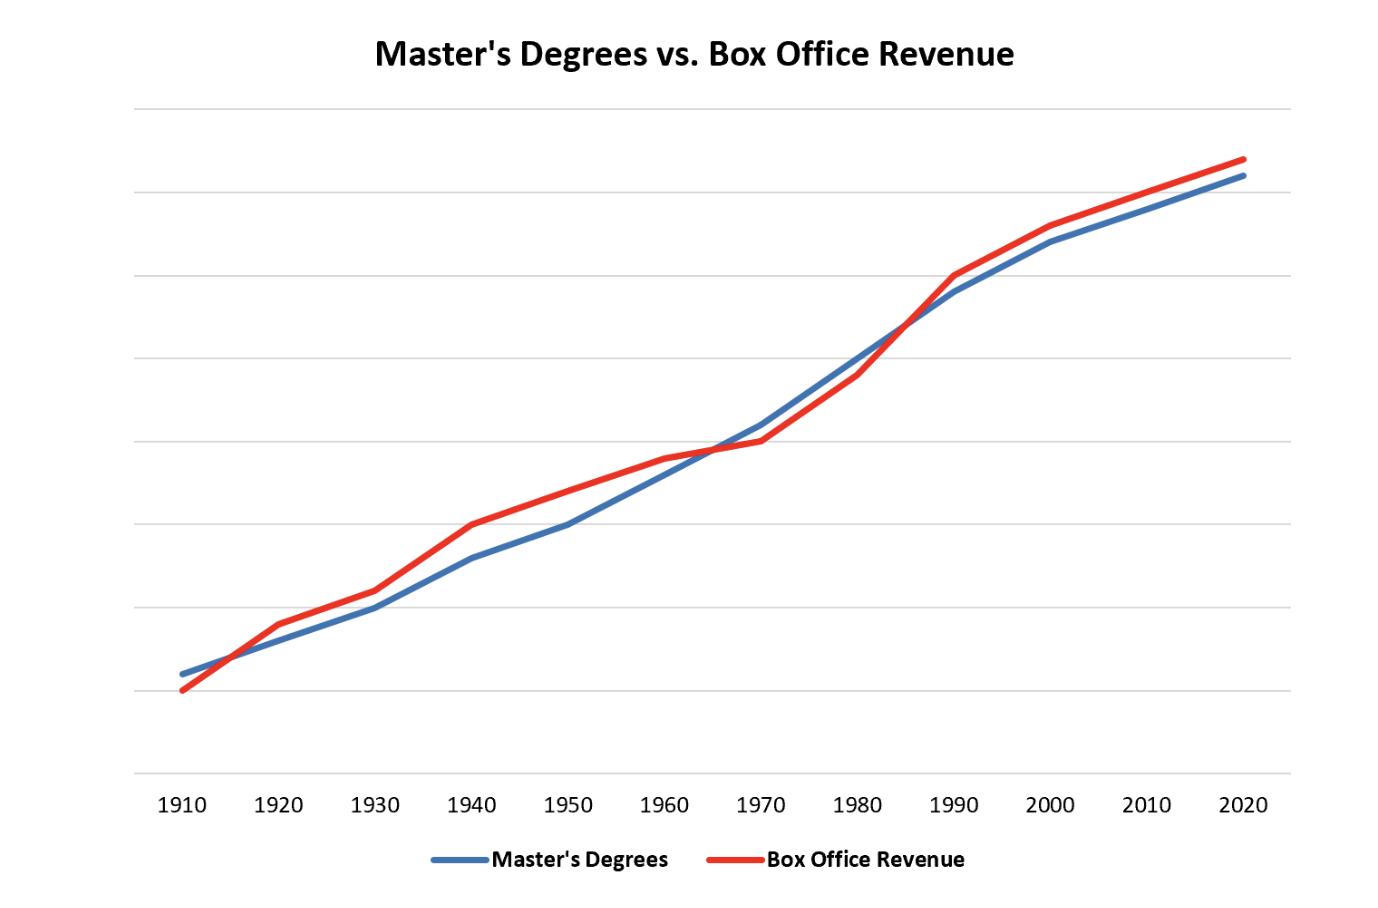 Master's Degrees vs. Box Office Revenue
1910 1920 1930 1940 1950 1960 1970 1980 1990 2000 2010 2020
Master's Degrees Box Office Revenue